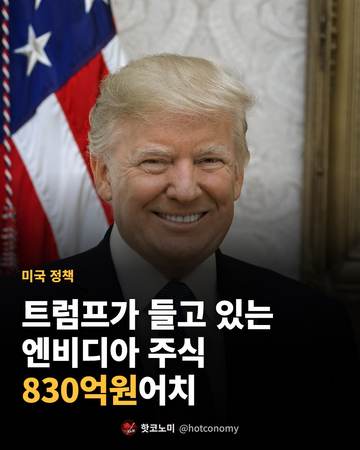 미국 정책
트럼프가 들고 있는
엔비디아 주식
830억원어치
핫코노미 @hotconomy